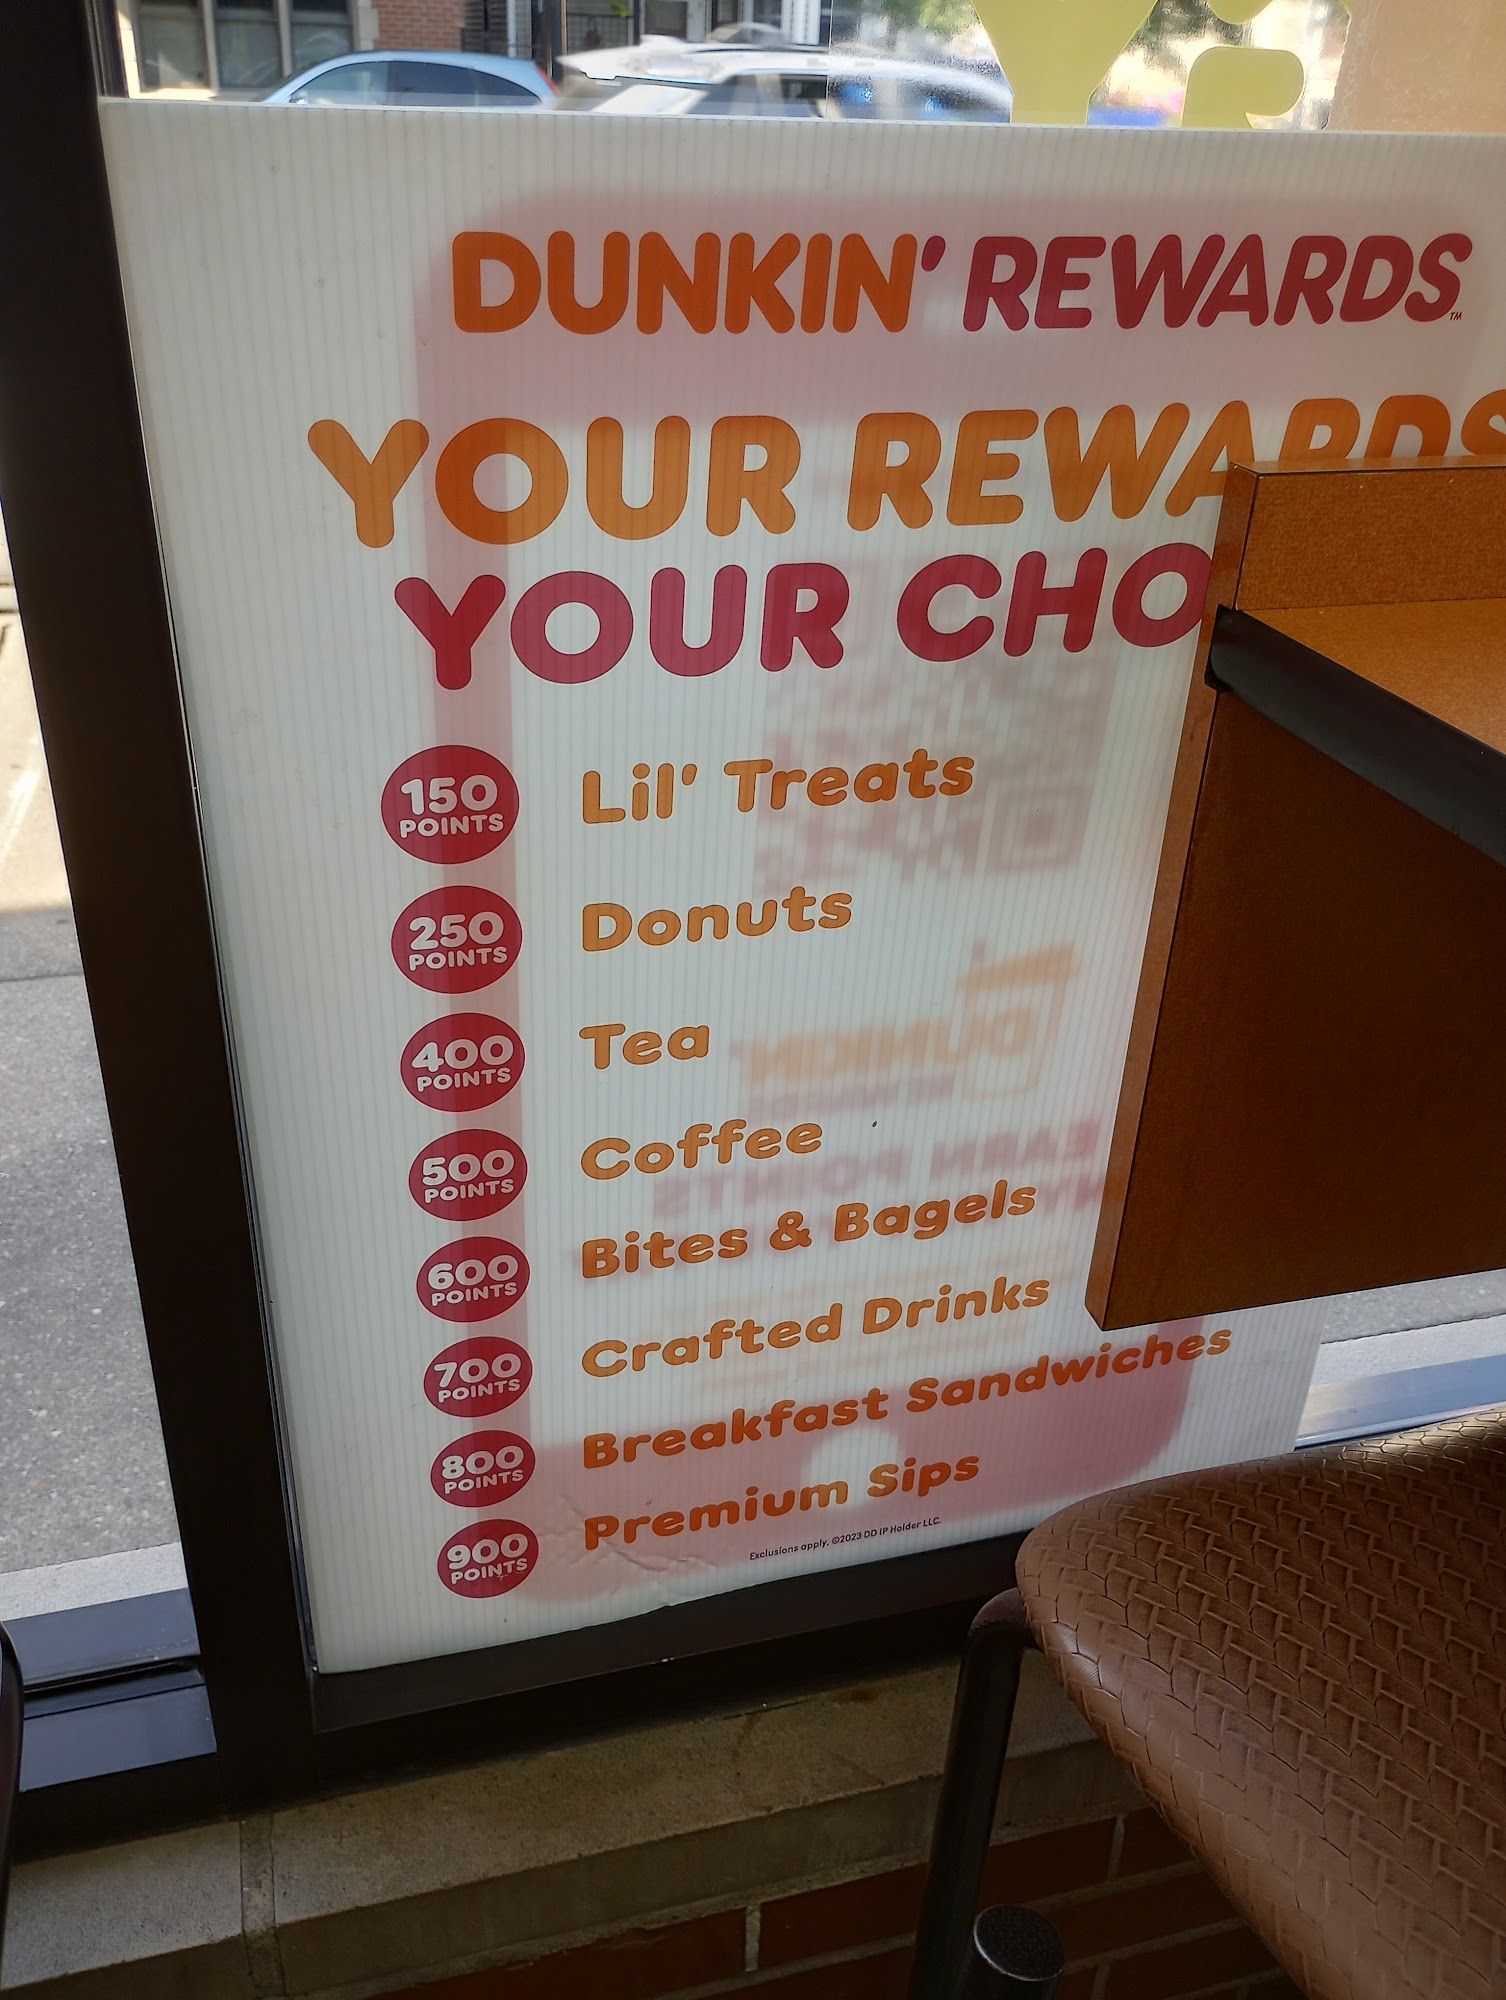 DUNKIN' REWARDS™
YOUR REWARDS
YOUR CHO
150 POINTS Lil' Treats
250 POINTS Donuts
400 POINTS Tea
500 POINTS Coffee
600 POINTS Bites & Bagels
700 POINTS Crafted Drinks
800 POINTS Breakfast Sandwiches
900 POINTS Premium Sips
Exclusions apply. ©2023 DD IP Holder LLC.